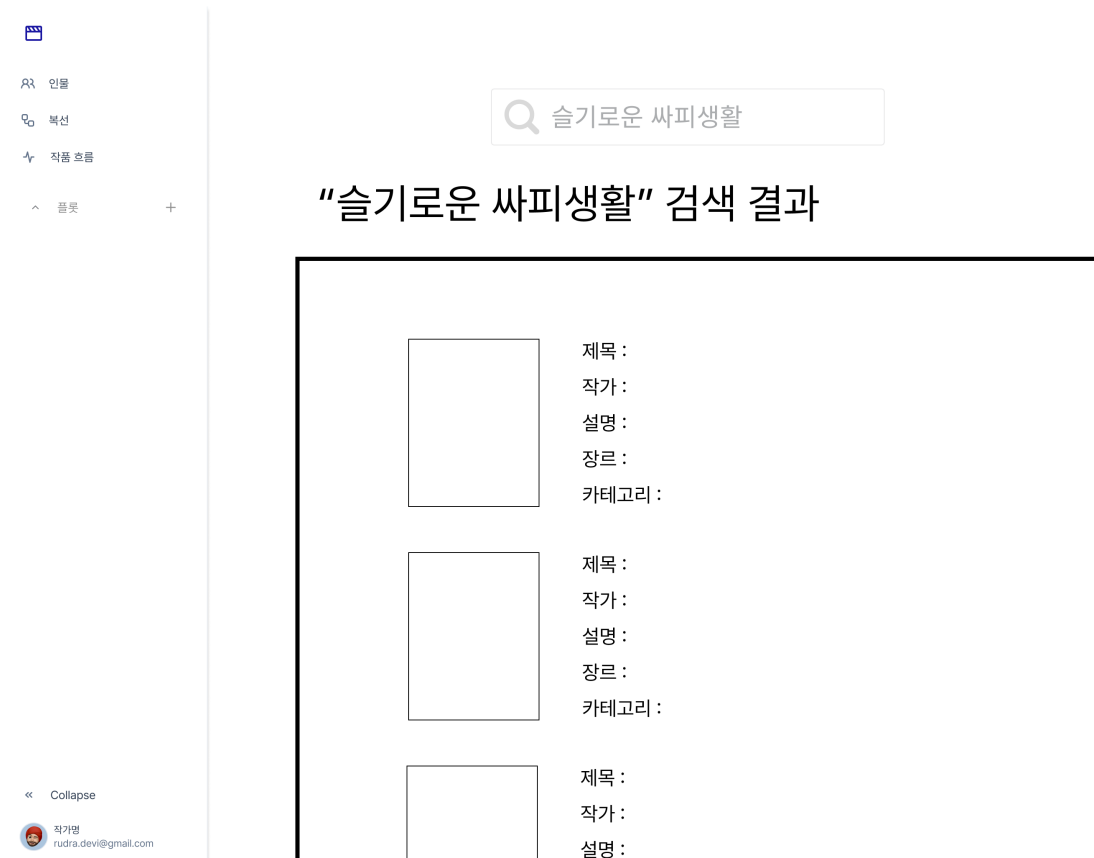 인물
복선
작품 흐름
플롯
슬기로운 싸피생활
“슬기로운 싸피생활” 검색 결과
제목 :
작가 :
설명 :
장르 :
카테고리 :
제목 :
작가 :
설명 :
장르 :
카테고리 :
제목 :
작가 :
설명 :
Collapse
작가명
rudra.devi@gmail.com